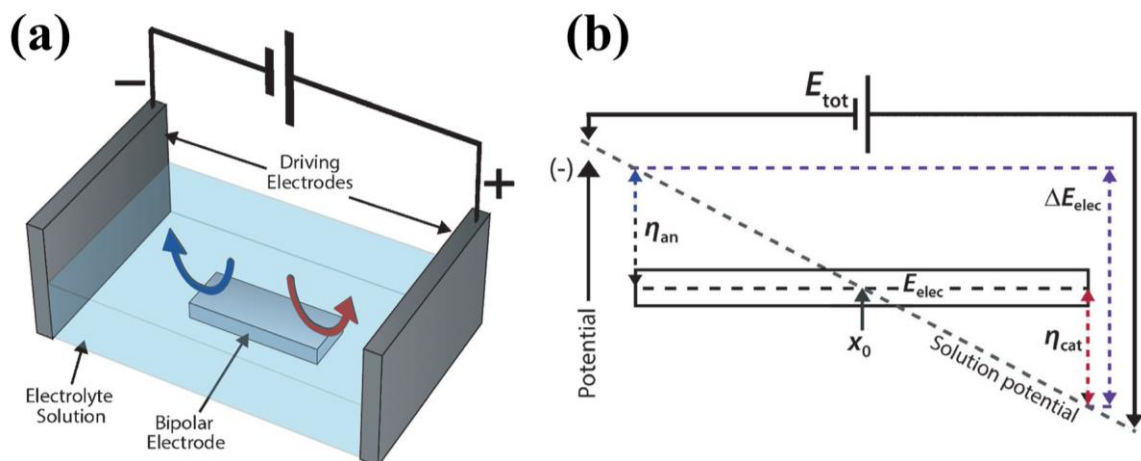 (a)
−
Driving
Electrodes
+
Electrolyte
Solution
Bipolar
Electrode
(b)
E_tot
(-)
Potential
η_an
ΔE_elec
E_elec
x_0
η_cat
Solution potential